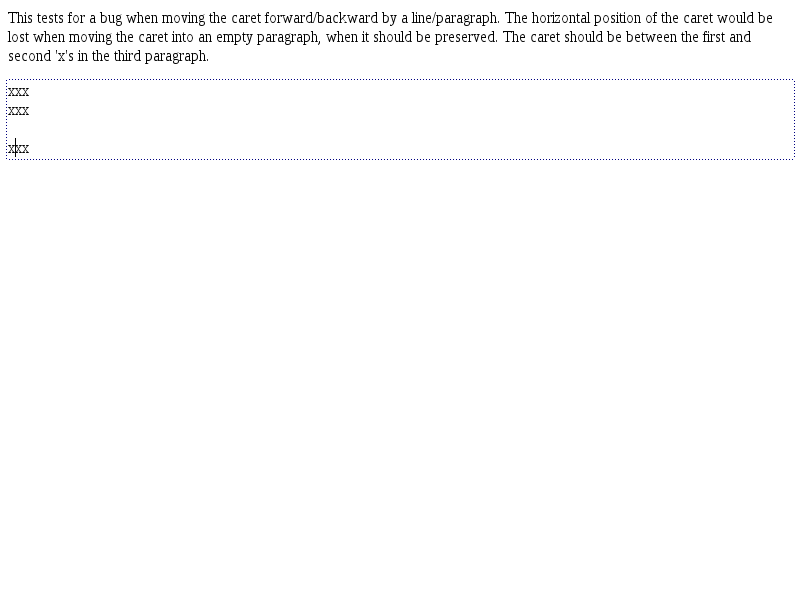 This tests for a bug when moving the caret forward/backward by a line/paragraph. The horizontal position of the caret would be
lost when moving the caret into an empty paragraph, when it should be preserved. The caret should be between the first and
second 'x's in the third paragraph.
xxx
xxx
xxx